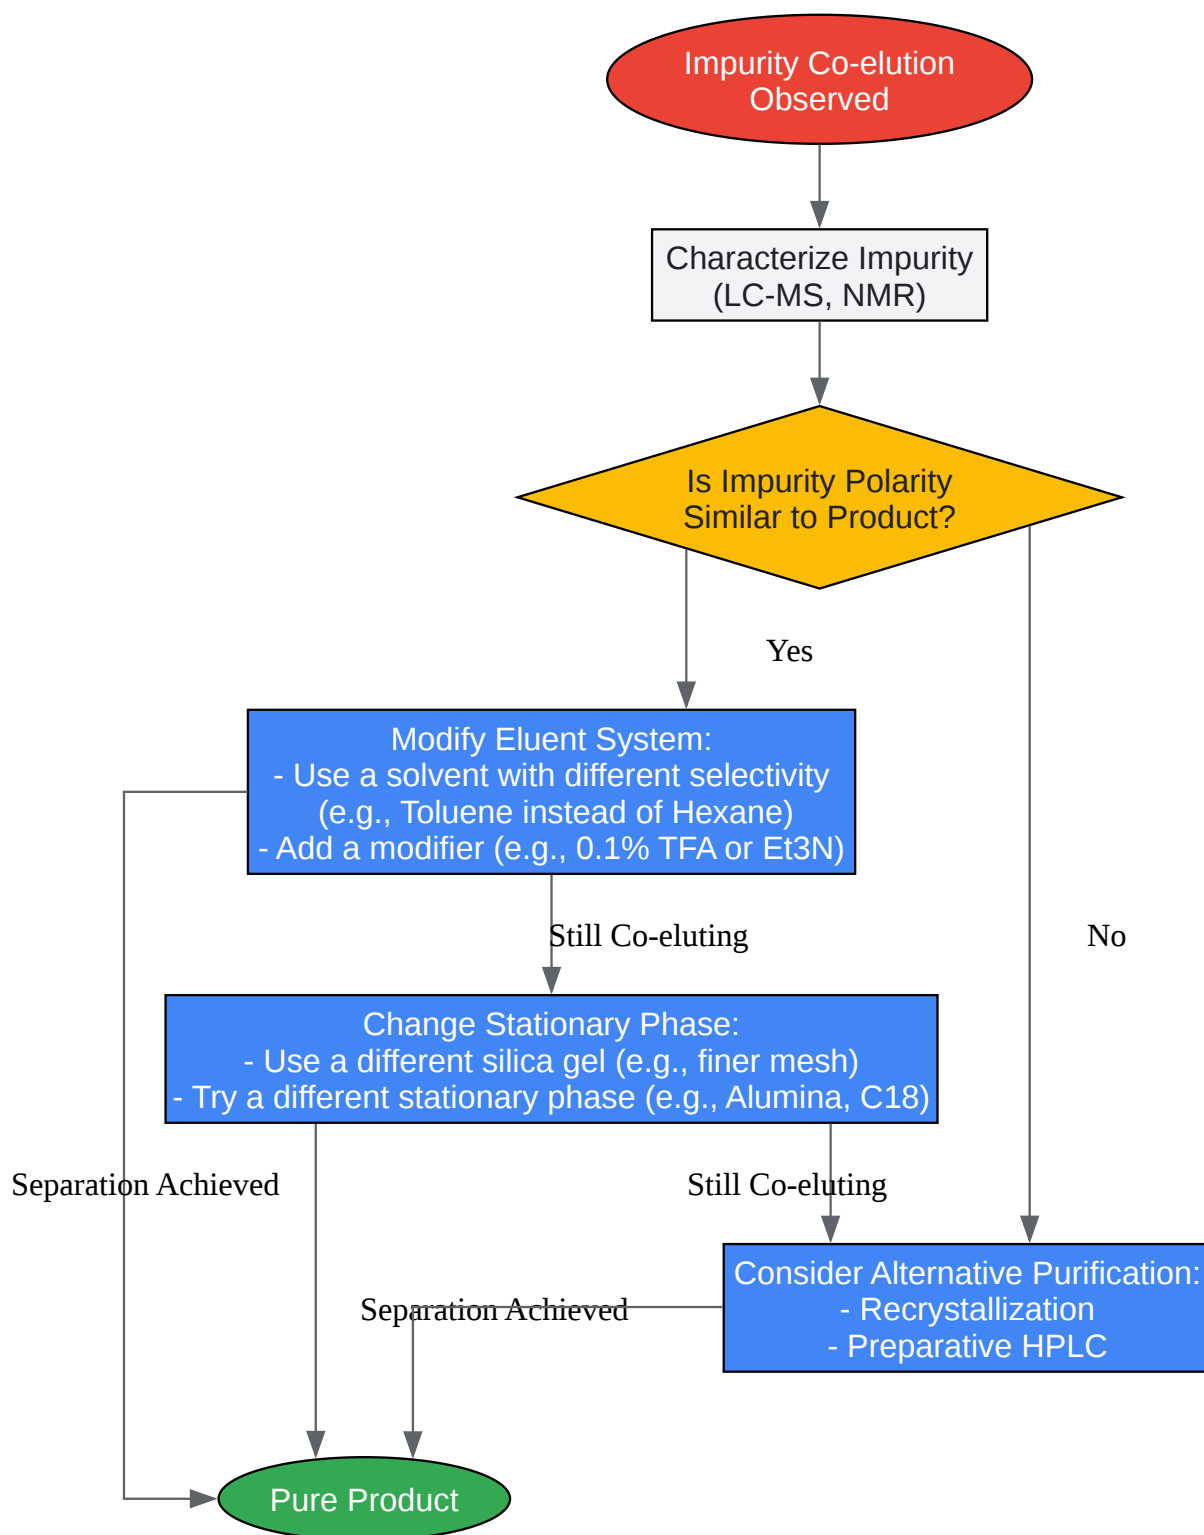 Impurity Co-elution
Observed
Characterize Impurity
(LC-MS, NMR)
Is Impurity Polarity
Similar to Product?
Yes
Modify Eluent System:
- Use a solvent with different selectivity
(e.g., Toluene instead of Hexane)
- Add a modifier (e.g., 0.1% TFA or Et3N)
Still Co-eluting
No
Change Stationary Phase:
- Use a different silica gel (e.g., finer mesh)
- Try a different stationary phase (e.g., Alumina, C18)
Separation Achieved
Still Co-eluting
Consider Alternative Purification:
- Recrystallization
- Preparative HPLC
Separation Achieved
Pure Product